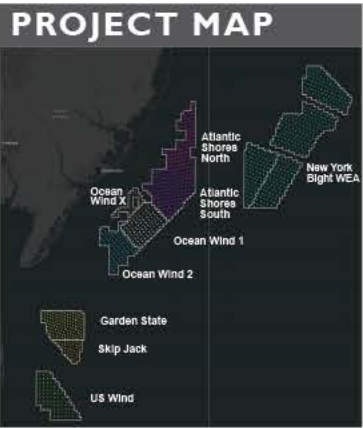 PROJECT MAP
Atlantic
Shores
North
New York
Bight WEA
Ocean
Wind X
Atlantic
Shores
South
Ocean Wind 1
Ocean Wind 2
Garden State
Skip Jack
US Wind